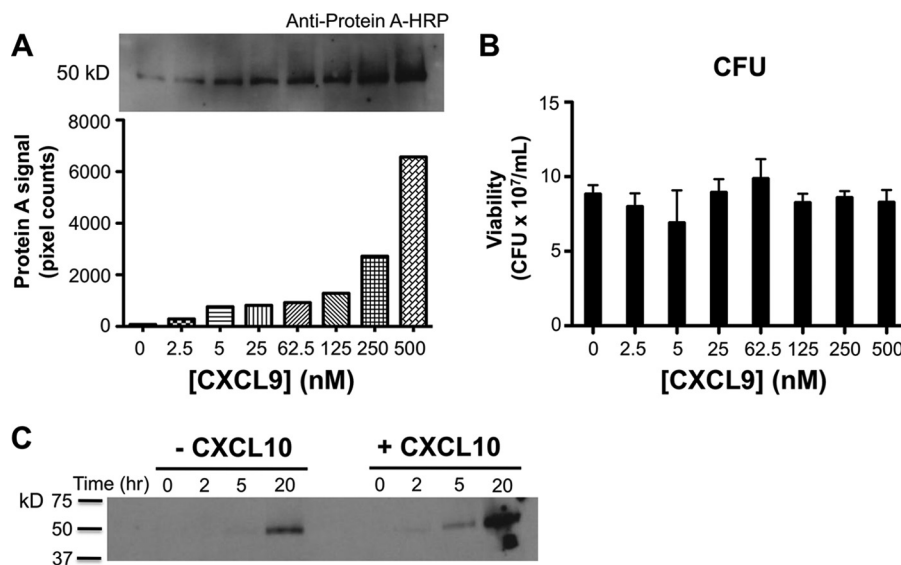 A
Anti-Protein A-HRP
50 kD
8000
6000
4000
2000
0
Protein A signal
(pixel counts)
0 2.5 5 25 62.5 125 250 500
[CXCL9] (nM)
B
CFU
15
10
5
0
Viability
(CFU x 10⁷/mL)
0 2.5 5 25 62.5 125 250 500
[CXCL9] (nM)
C
- CXCL10 + CXCL10
Time (hr) 0 2 5 20 0 2 5 20
kD 75
50
37